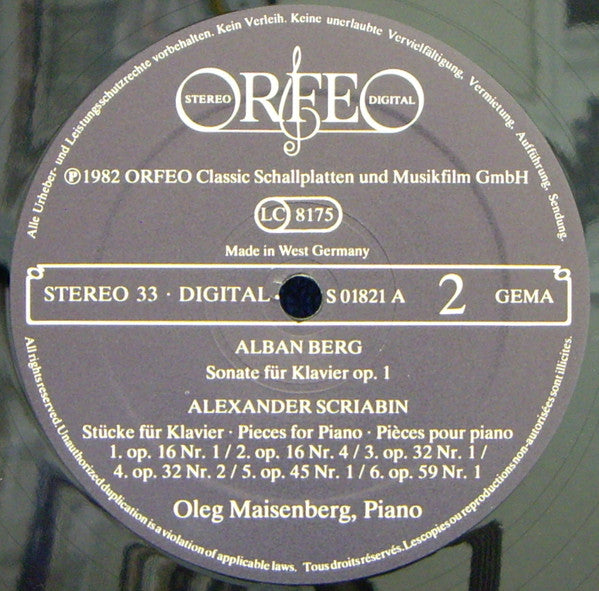 Alle Urheber- und Leistungsschutzrechte vorbehalten. Kein Verleih. Keine unerlaubte Vervielfältigung, Vermietung, Aufführung, Sendung.
STEREO ORFEO DIGITAL
℗1982 ORFEO Classic Schallplatten und Musikfilm GmbH
LC 8175
Made in West Germany
STEREO 33 · DIGITAL · S 01821 A 2 GEMA
ALBAN BERG
Sonate für Klavier op. 1
ALEXANDER SCRIABIN
Stücke für Klavier · Pieces for Piano · Pièces pour piano
1. op. 16 Nr. 1 / 2. op. 16 Nr. 4 / 3. op. 32 Nr. 1 /
4. op. 32 Nr. 2 / 5. op. 45 Nr. 1 / 6. op. 59 Nr. 1
Oleg Maisenberg, Piano
All rights reserved. Unauthorized duplication is a violation of applicable laws. Tous droits réservés. Les copies ou reproductions non-autorisées sont illicites.